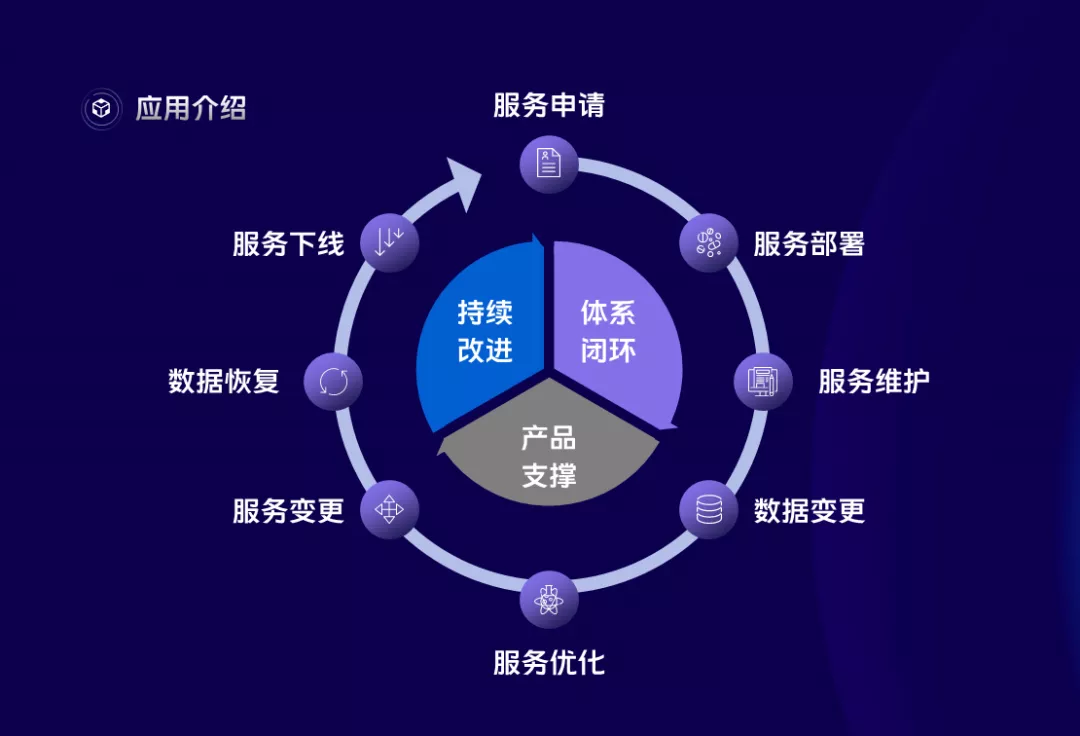 应用介绍
服务申请
服务部署
服务维护
数据变更
服务优化
服务变更
数据恢复
服务下线
持续
改进
体系
闭环
产品
支撑